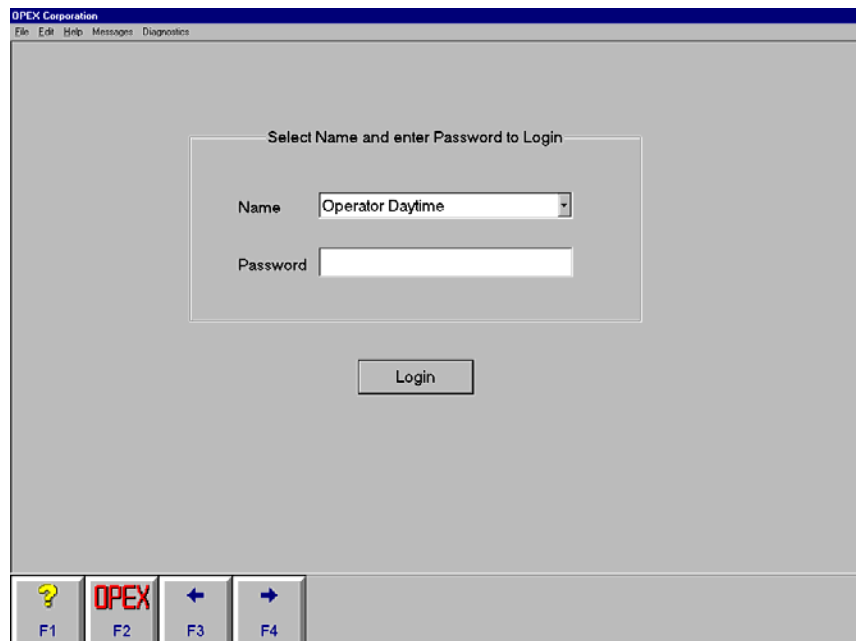 OPEX Corporation
File Edit Help Messages Diagnostics
Select Name and enter Password to Login
Name Operator Daytime
Password
Login
?
OPEX
F1 F2 F3 F4